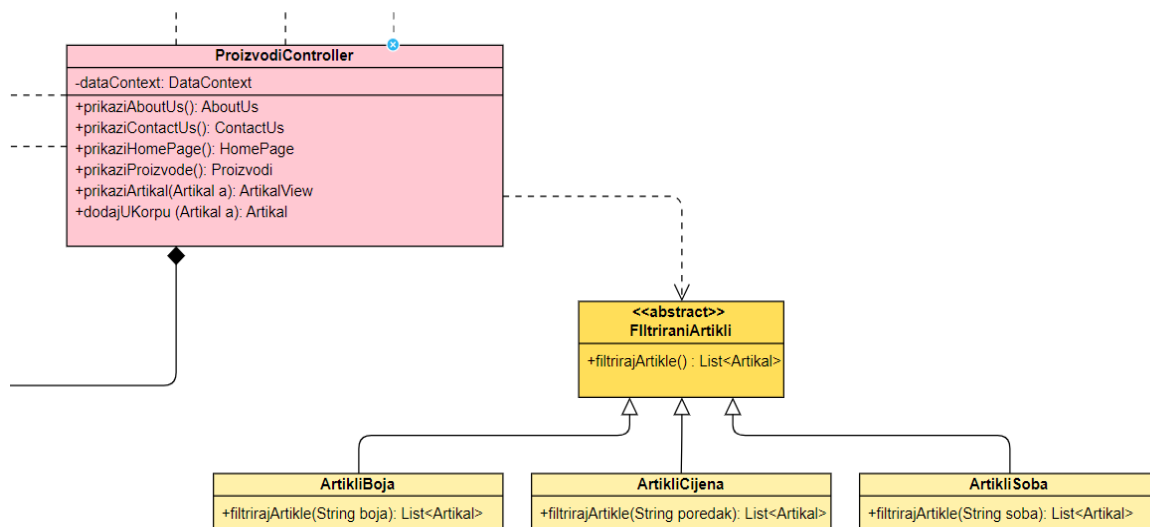 ProizvodiController
-dataContext: DataContext
+prikaziAboutUs(): AboutUs
+prikaziContactUs(): ContactUs
+prikaziHomePage(): HomePage
+prikaziProizvode(): Proizvodi
+prikaziArtikal(Artikal a): ArtikalView
+dodajUKorpu (Artikal a): Artikal
<<abstract>>
FIltriraniArtikli
+filtrirajArtikle() : List<Artikal>
ArtikliBoja
+filtrirajArtikle(String boja): List<Artikal>
ArtikliCijena
+filtrirajArtikle(String poredak): List<Artikal>
ArtikliSoba
+filtrirajArtikle(String soba): List<Artikal>